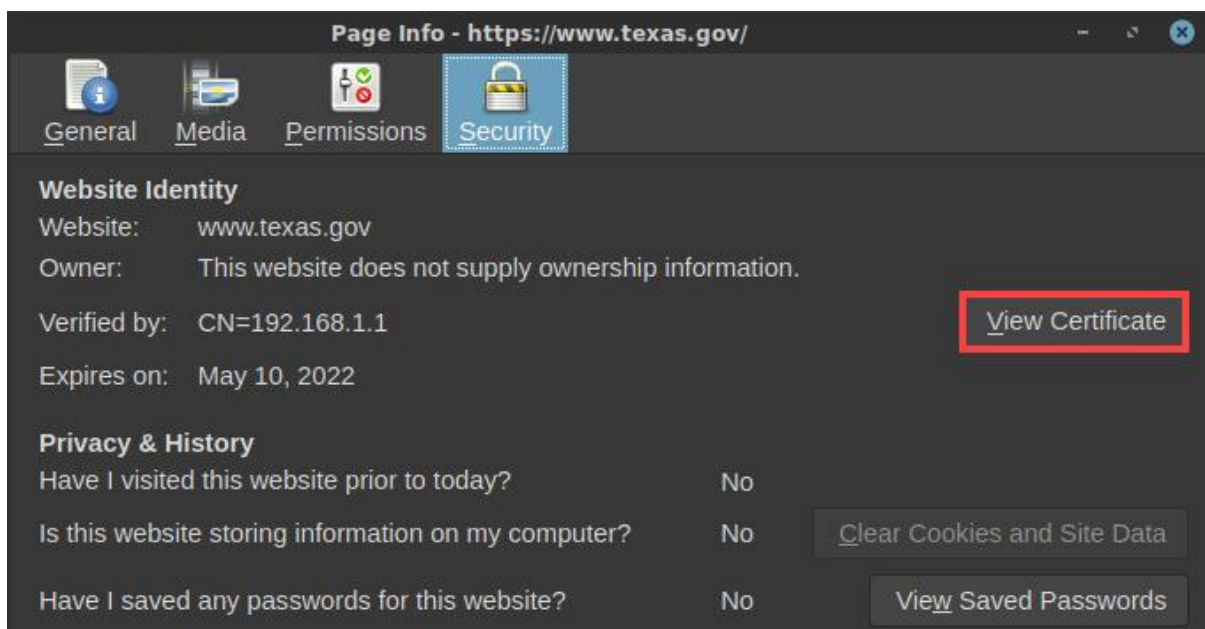 Page Info - https://www.texas.gov/
General Media Permissions Security
Website Identity
Website: www.texas.gov
Owner: This website does not supply ownership information.
Verified by: CN=192.168.1.1 View Certificate
Expires on: May 10, 2022
Privacy & History
Have I visited this website prior to today? No
Is this website storing information on my computer? No Clear Cookies and Site Data
Have I saved any passwords for this website? No View Saved Passwords